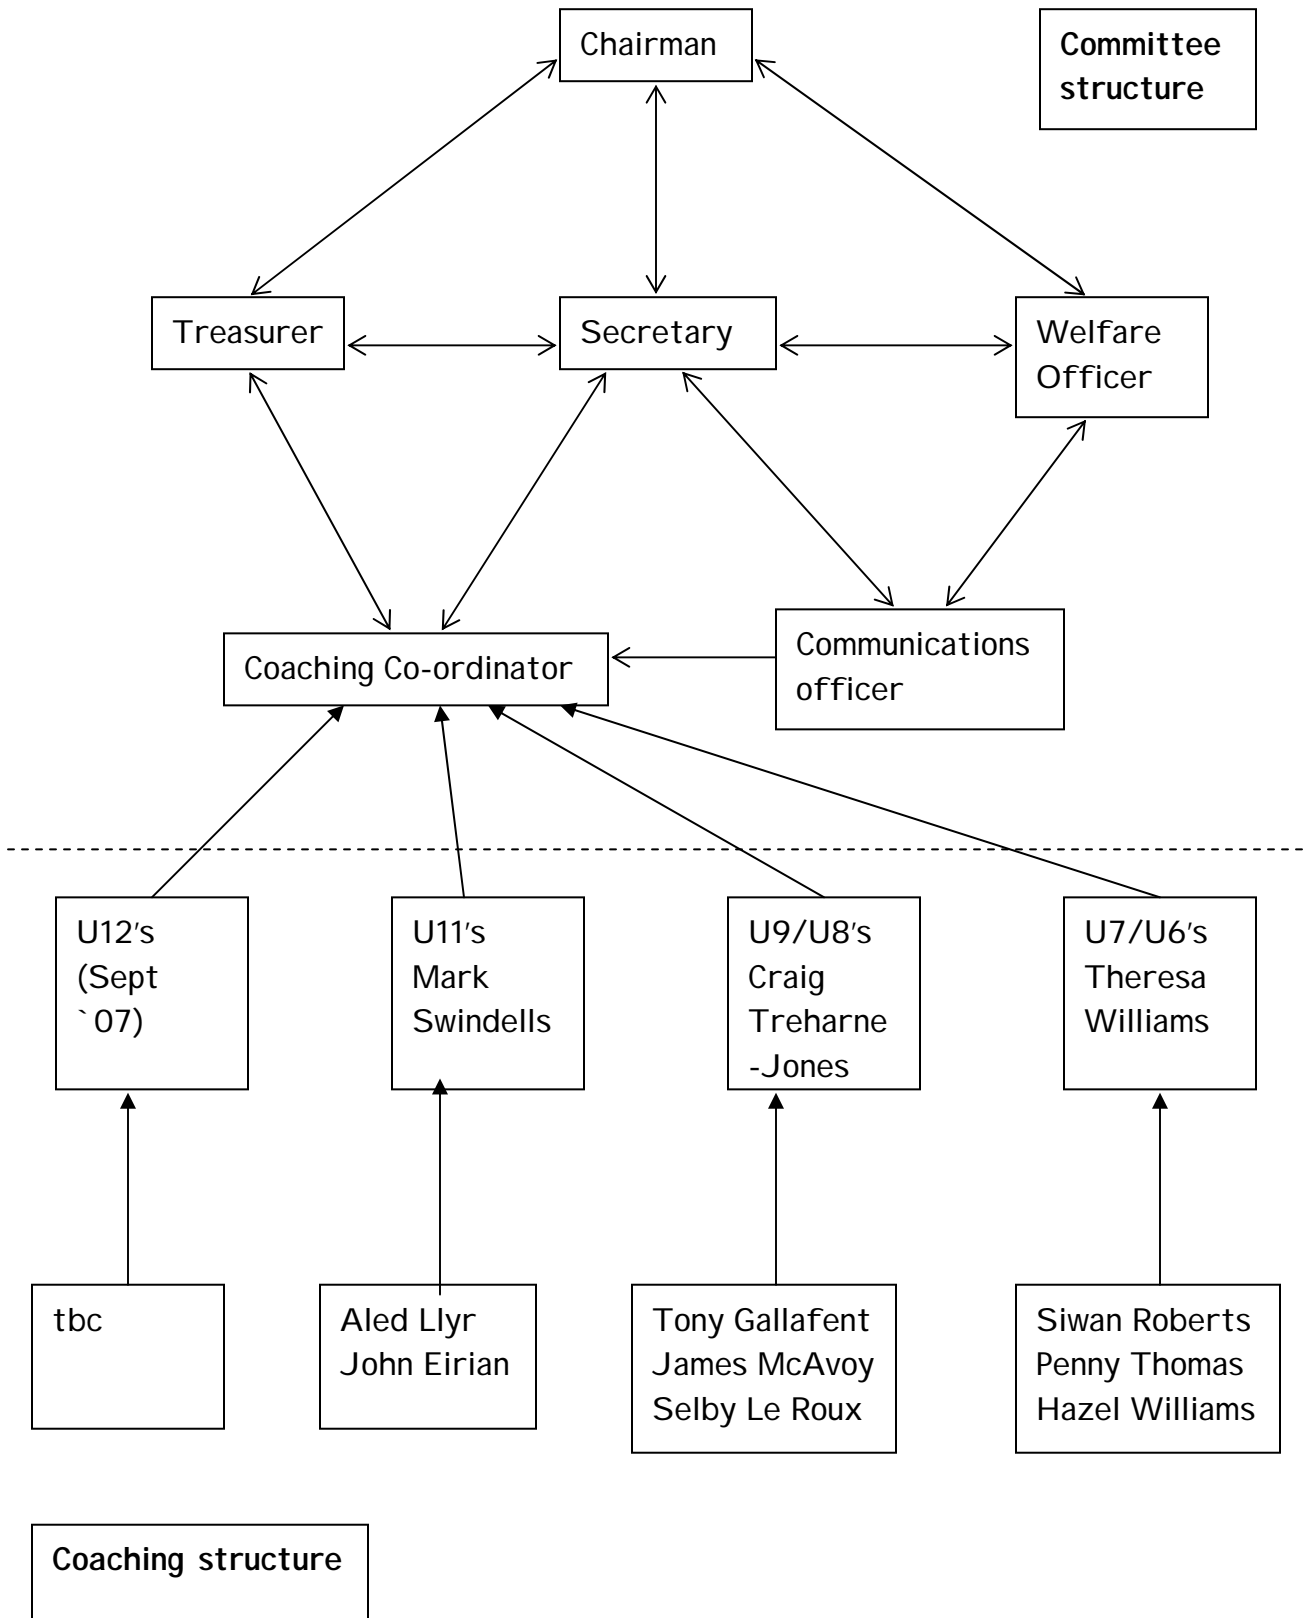 Chairman
Committee
structure
Treasurer
Secretary
Welfare
Officer
Coaching Co-ordinator
Communications
officer
U12's
(Sept
`07)
U11's
Mark
Swindells
U9/U8's
Craig
Treharne
-Jones
U7/U6's
Theresa
Williams
tbc
Aled Llyr
John Eirian
Tony Gallafent
James McAvoy
Selby Le Roux
Siwan Roberts
Penny Thomas
Hazel Williams
Coaching structure